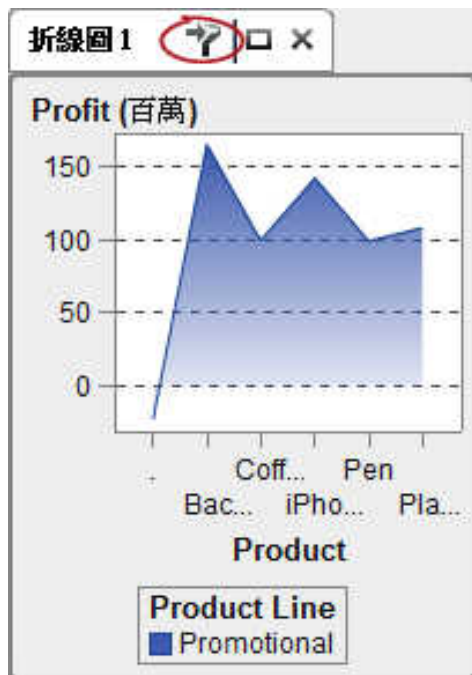 折線圖 1
Profit (百萬)
150
100
50
0
. Coff... Pen
Bac... iPho... Pla...
Product
Product Line
Promotional